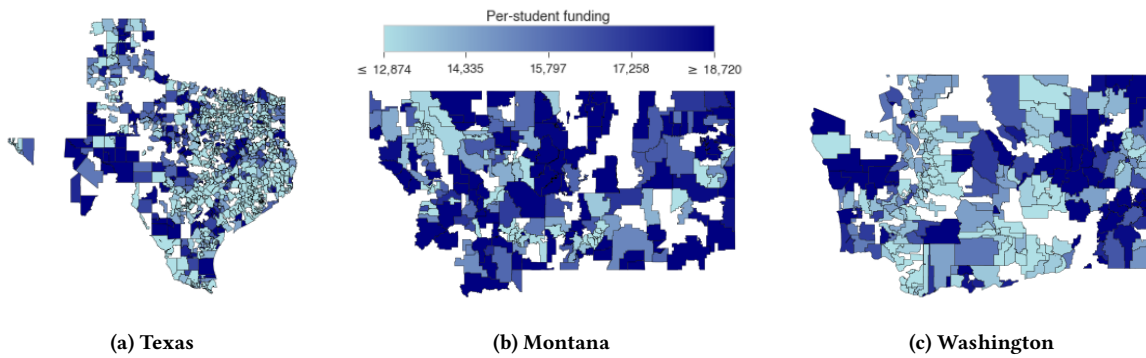 Per-student funding
≤ 12,874 14,335 15,797 17,258 ≥ 18,720
(a) Texas
(b) Montana
(c) Washington